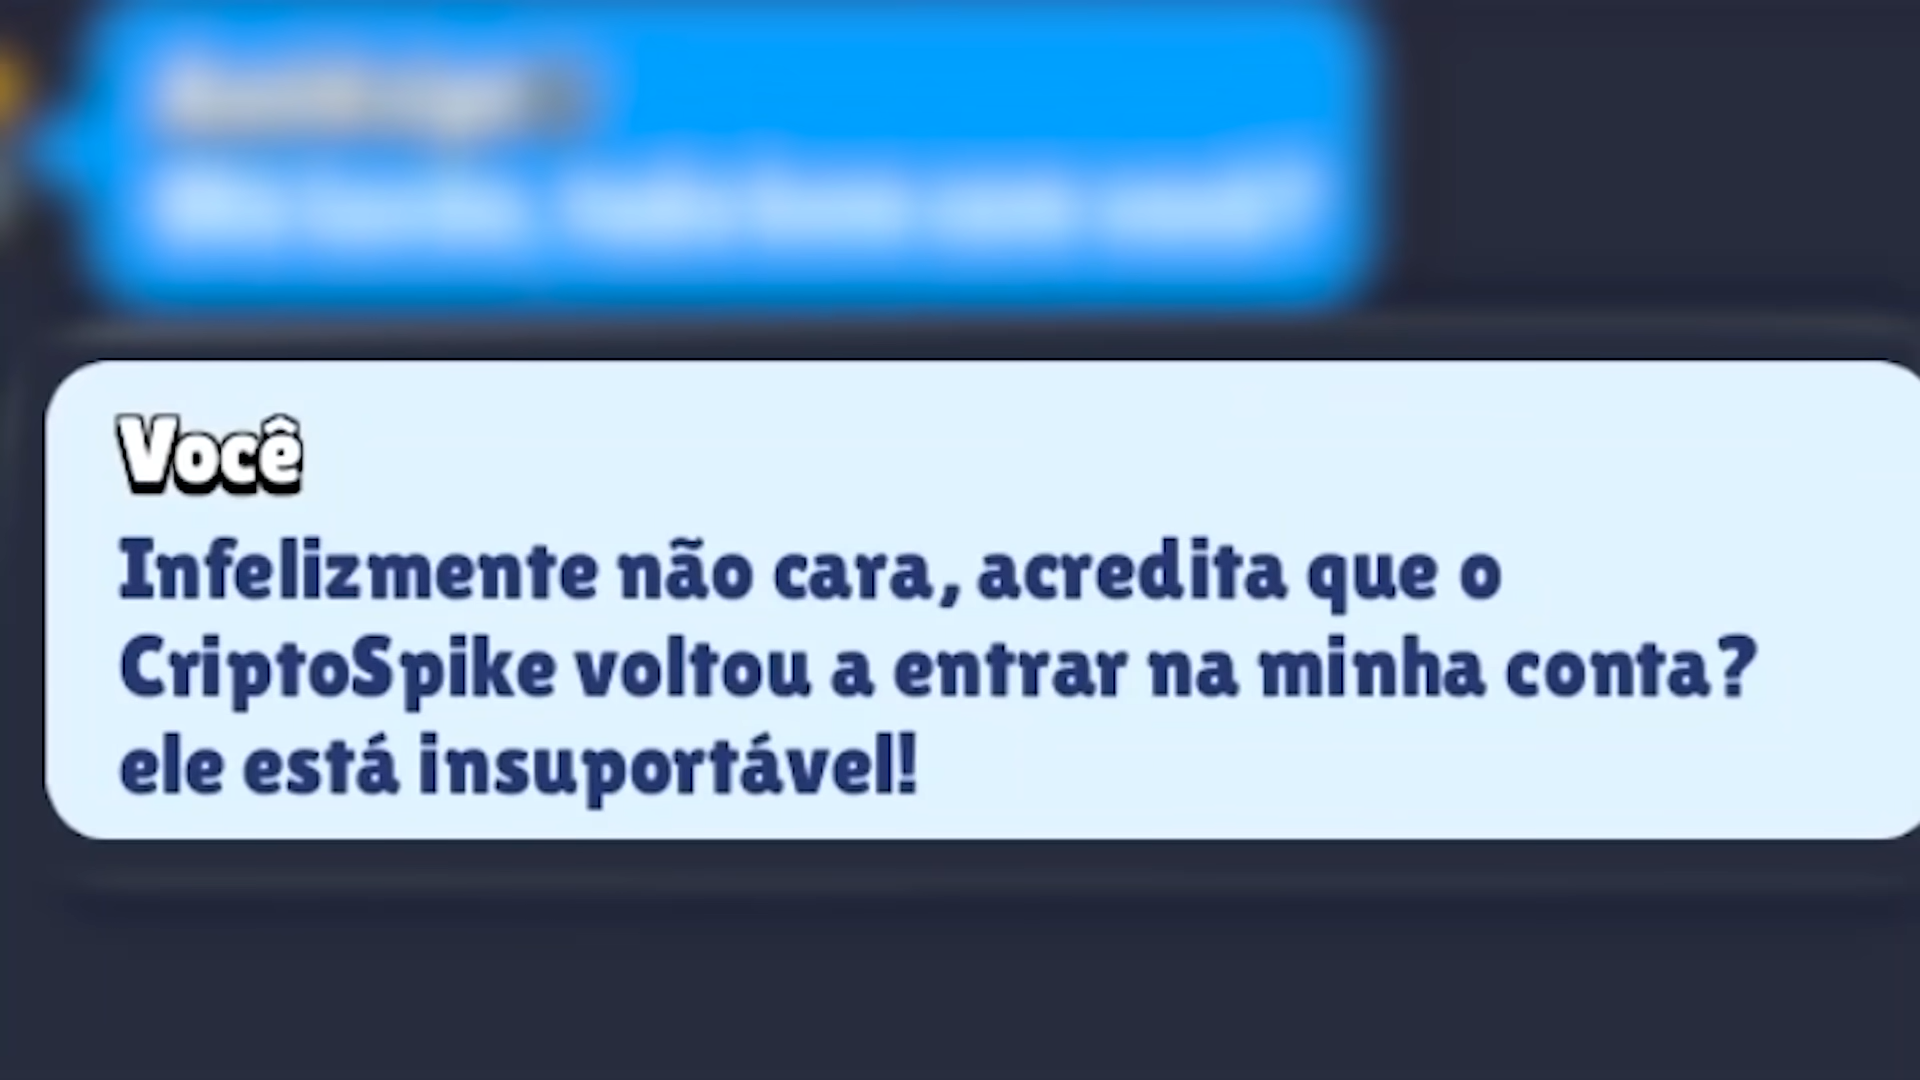 Você
Infelizmente não cara, acredita que o
CriptoSpike voltou a entrar na minha conta?
ele está insuportável!